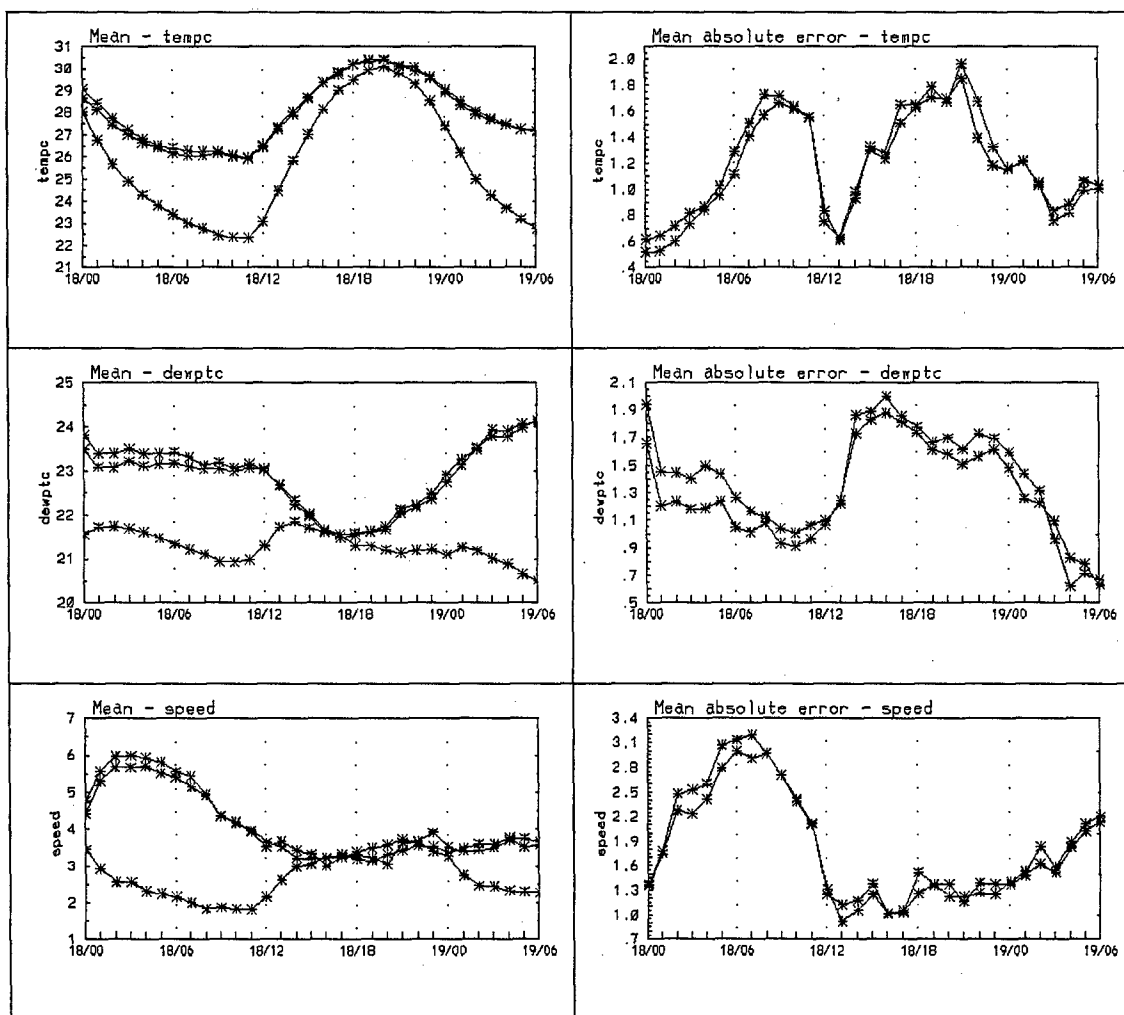 Mean - tempc
31
30
29
28
27
26
25
24
23
22
21
tempc
18/00 18/06 18/12 18/18 19/00 19/06
Mean absolute error - tempc
2.0
1.8
1.6
1.4
1.2
1.0
.8
.6
.4
tempc
18/00 18/06 18/12 18/18 19/00 19/06
Mean - dewptc
25
24
23
22
21
20
dewptc
18/00 18/06 18/12 18/18 19/00 19/06
Mean absolute error - dewptc
2.1
1.9
1.7
1.5
1.3
1.1
.9
.7
.5
dewptc
18/00 18/06 18/12 18/18 19/00 19/06
Mean - speed
7
6
5
4
3
2
1
speed
18/00 18/06 18/12 18/18 19/00 19/06
Mean absolute error - speed
3.4
3.1
2.8
2.5
2.2
1.9
1.6
1.3
1.0
.7
speed
18/00 18/06 18/12 18/18 19/00 19/06